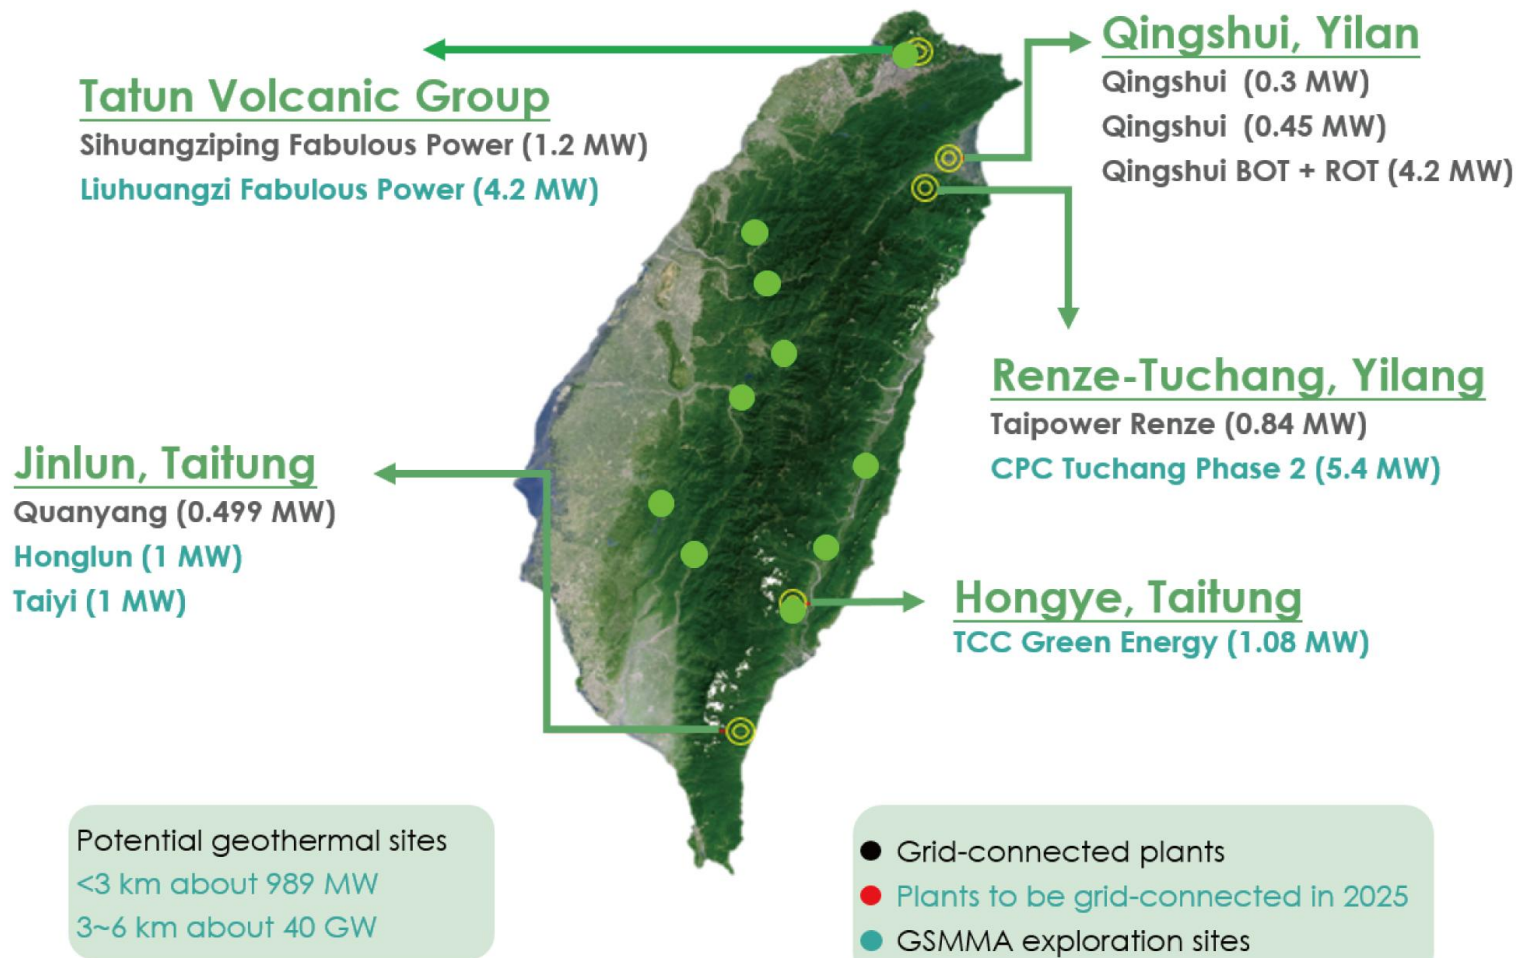 Tatun Volcanic Group
Sihuangziping Fabulous Power (1.2 MW)
Liuhuangzi Fabulous Power (4.2 MW)
Qingshui, Yilan
Qingshui (0.3 MW)
Qingshui (0.45 MW)
Qingshui BOT + ROT (4.2 MW)
Renze-Tuchang, Yilang
Taipower Renze (0.84 MW)
CPC Tuchang Phase 2 (5.4 MW)
Jinlun, Taitung
Quanyang (0.499 MW)
Honglun (1 MW)
Taiyi (1 MW)
Hongye, Taitung
TCC Green Energy (1.08 MW)
Potential geothermal sites
<3 km about 989 MW
3~6 km about 40 GW
Grid-connected plants
Plants to be grid-connected in 2025
GSMMA exploration sites